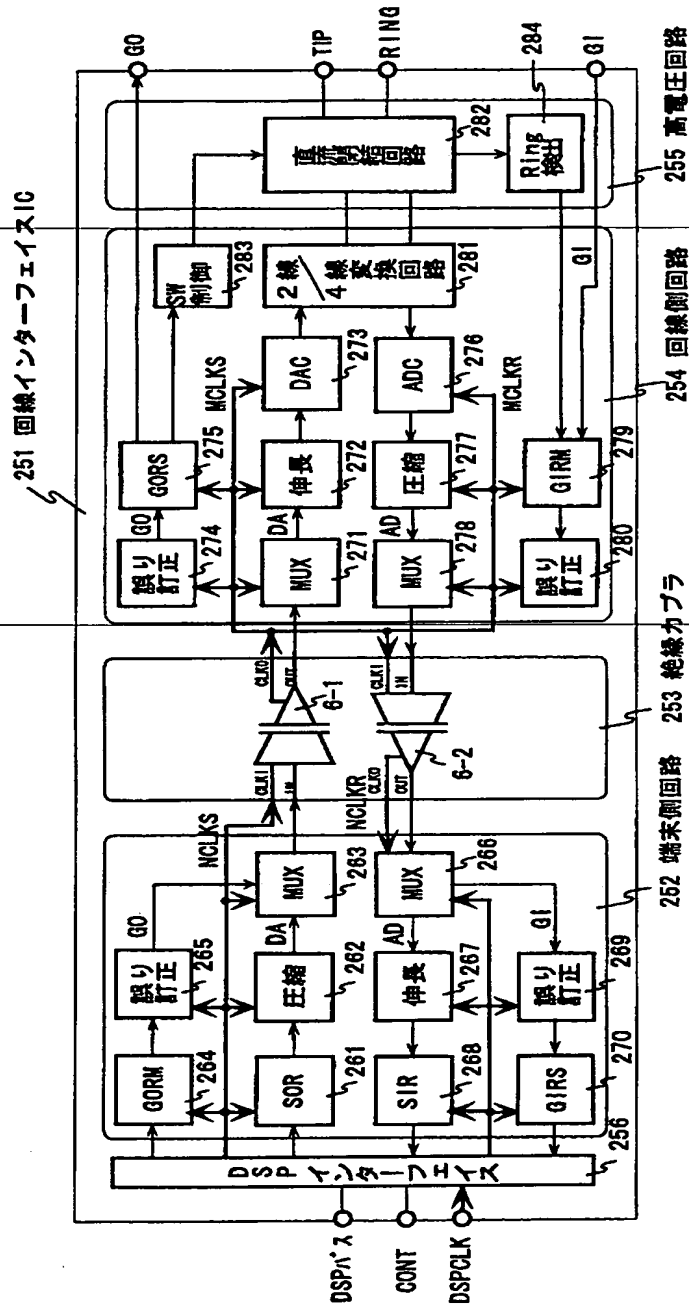 251 回線インターフェイスIC
GO
TIP
RING
GI
284
282
直流閉結回路
Ring
検出
255 高電圧回路
SW
制御
283
2線
4線変換回路
281
GI
MCLKS
DAC
273
ADC
276
MCLKR
GORS
275
伸長
272
圧縮
277
GIRM
279
GO
DA
AD
誤り
訂正
274
MUX
271
MUX
278
誤り
訂正
280
254 回線側回路
CLKO
OUT
6-1
CLKI
IN
CLKI
IN
6-2
CLKO
OUT
253 絶縁カプラ
NCLKS
NCLKR
GO
MUX
263
MUX
266
GI
DA
AD
誤り
訂正
265
圧縮
262
伸長
267
誤り
訂正
269
GORM
264
SOR
261
SIR
268
GIRS
270
252 端末側回路
DSPインターフェイス
256
DSPバス
CONT
DSPCLK